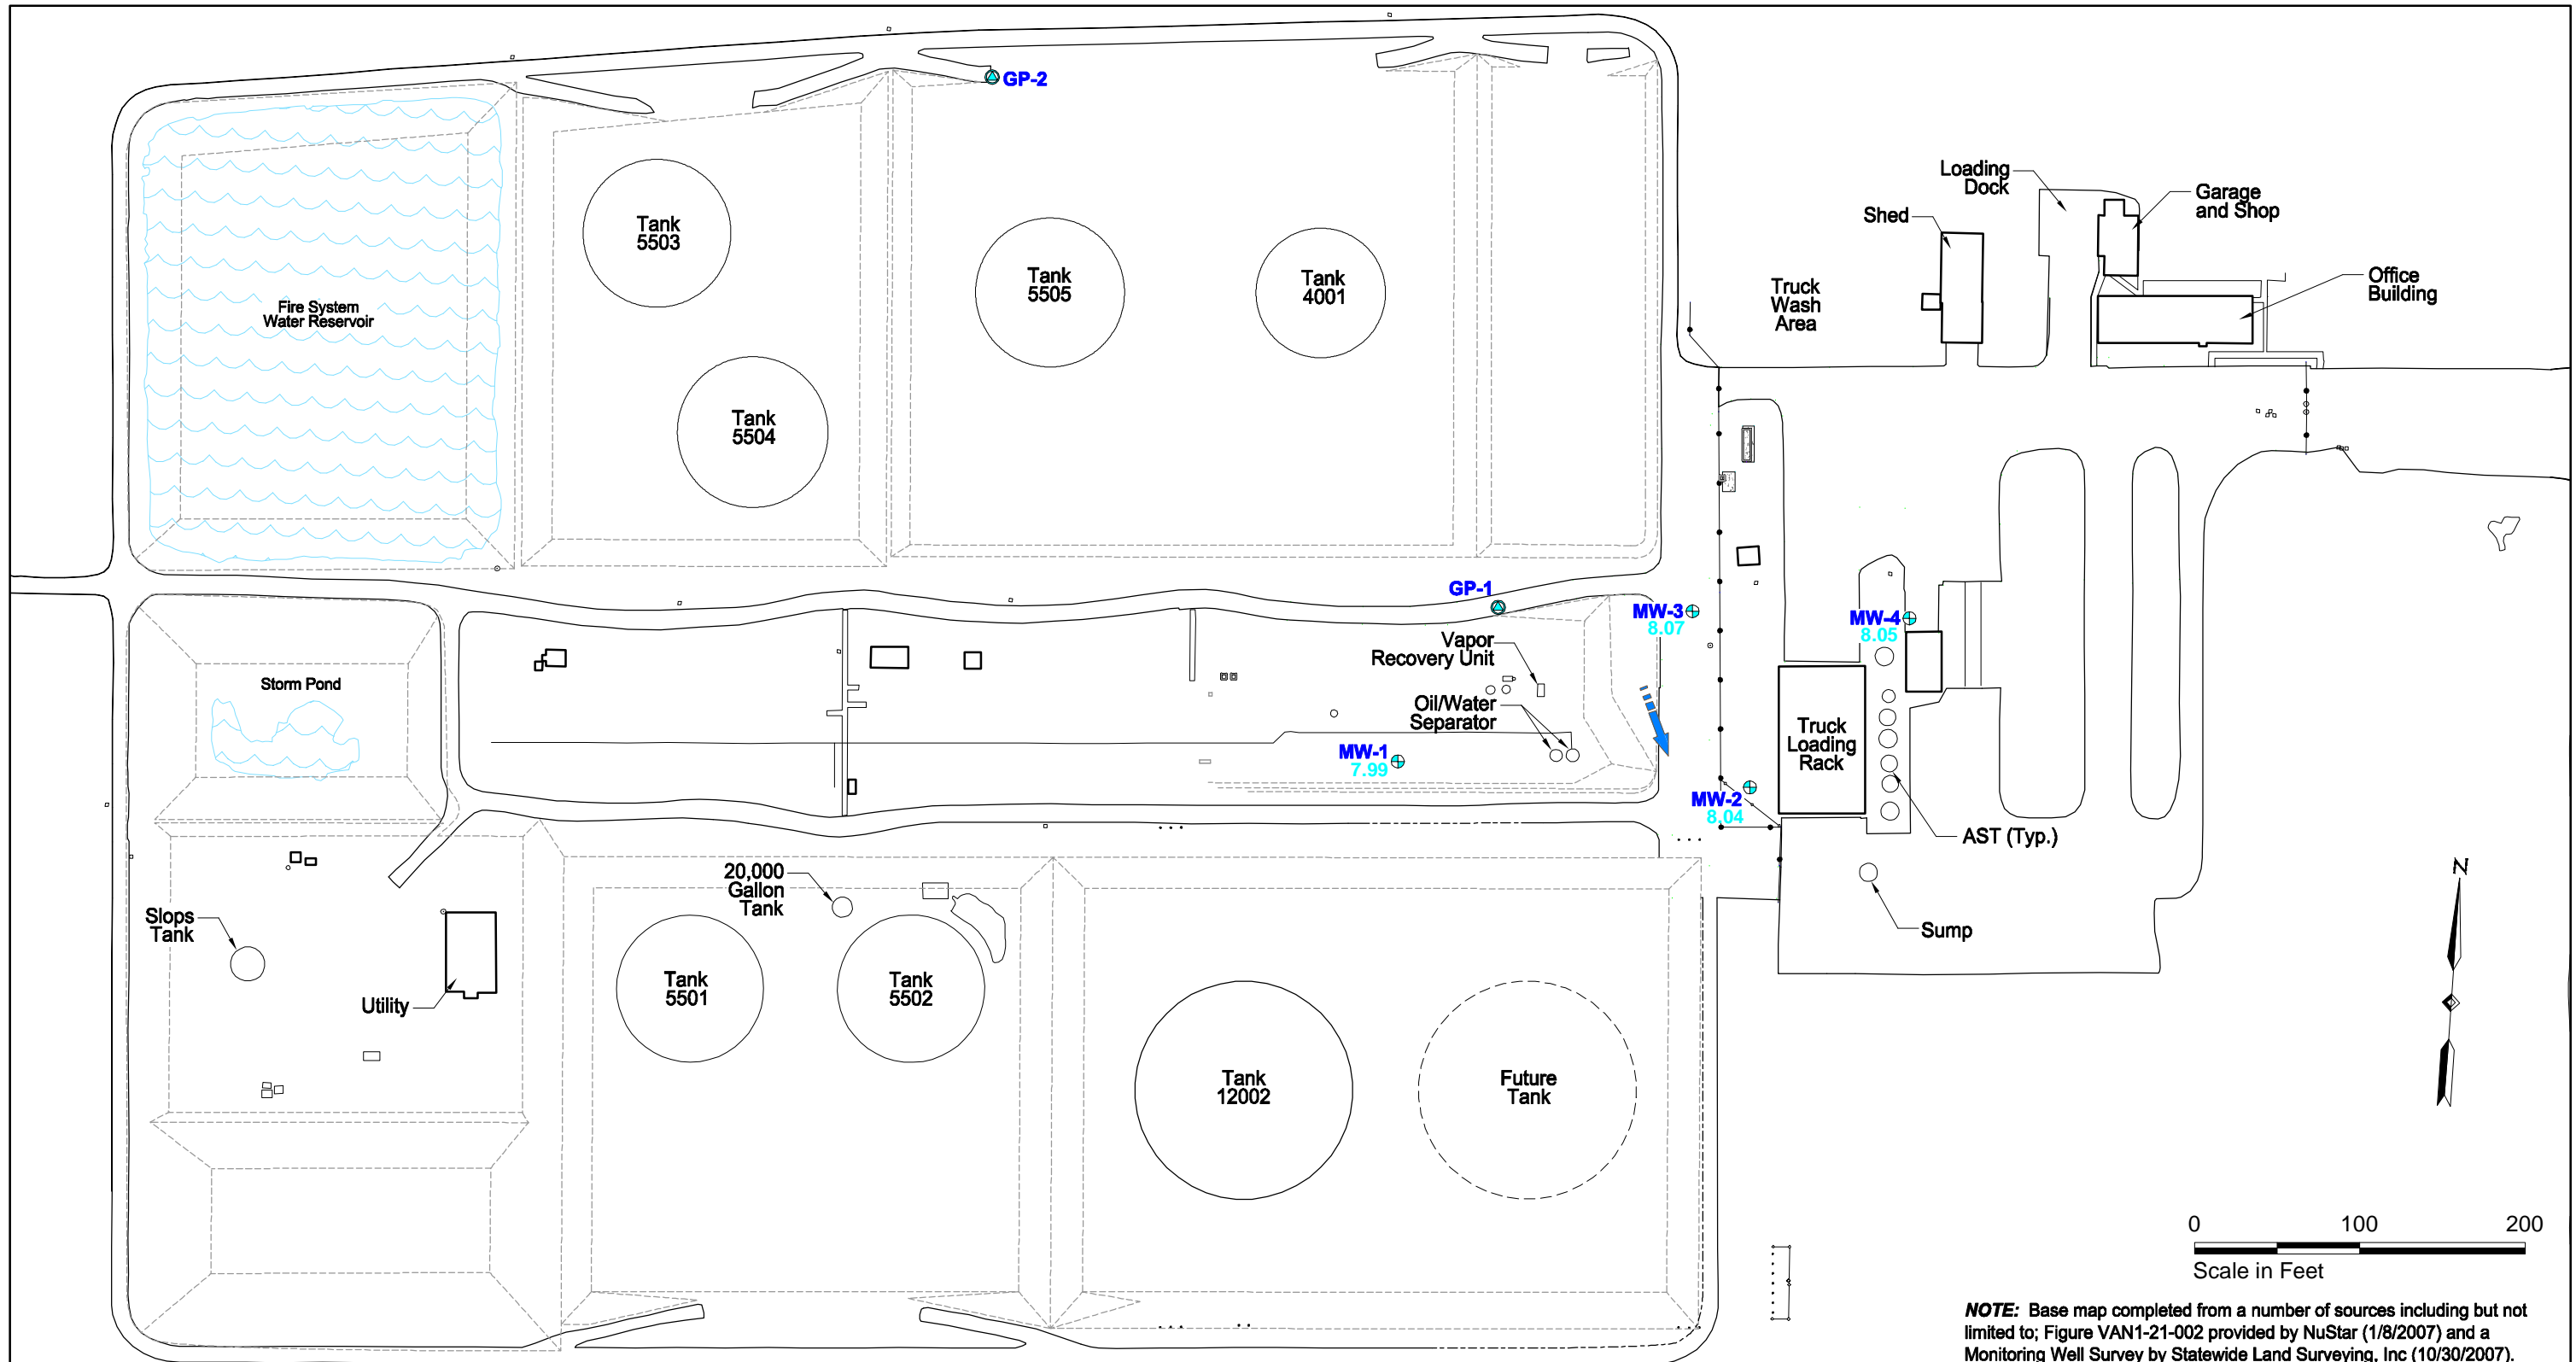 GP-2
Loading
Dock
Garage
and Shop
Shed
Tank
5503
Tank
5505
Tank
4001
Truck
Wash
Area
Office
Building
Fire System
Water Reservoir
Tank
5504
GP-1
MW-3
8.07
MW-4
8.05
Vapor
Recovery Unit
Storm Pond
Oil/Water
Separator
Truck
Loading
Rack
MW-1
7.99
MW-2
8.04
AST (Typ.)
20,000
Gallon
Tank
N
Slops
Tank
Sump
Tank
5501
Tank
5502
Utility
Tank
12002
Future
Tank
0 100 200
Scale in Feet
NOTE: Base map completed from a number of sources including but not
limited to; Figure VAN1-21-002 provided by NuStar (1/8/2007) and a
Monitoring Well Survey by Statewide Land Surveying, Inc (10/30/2007).